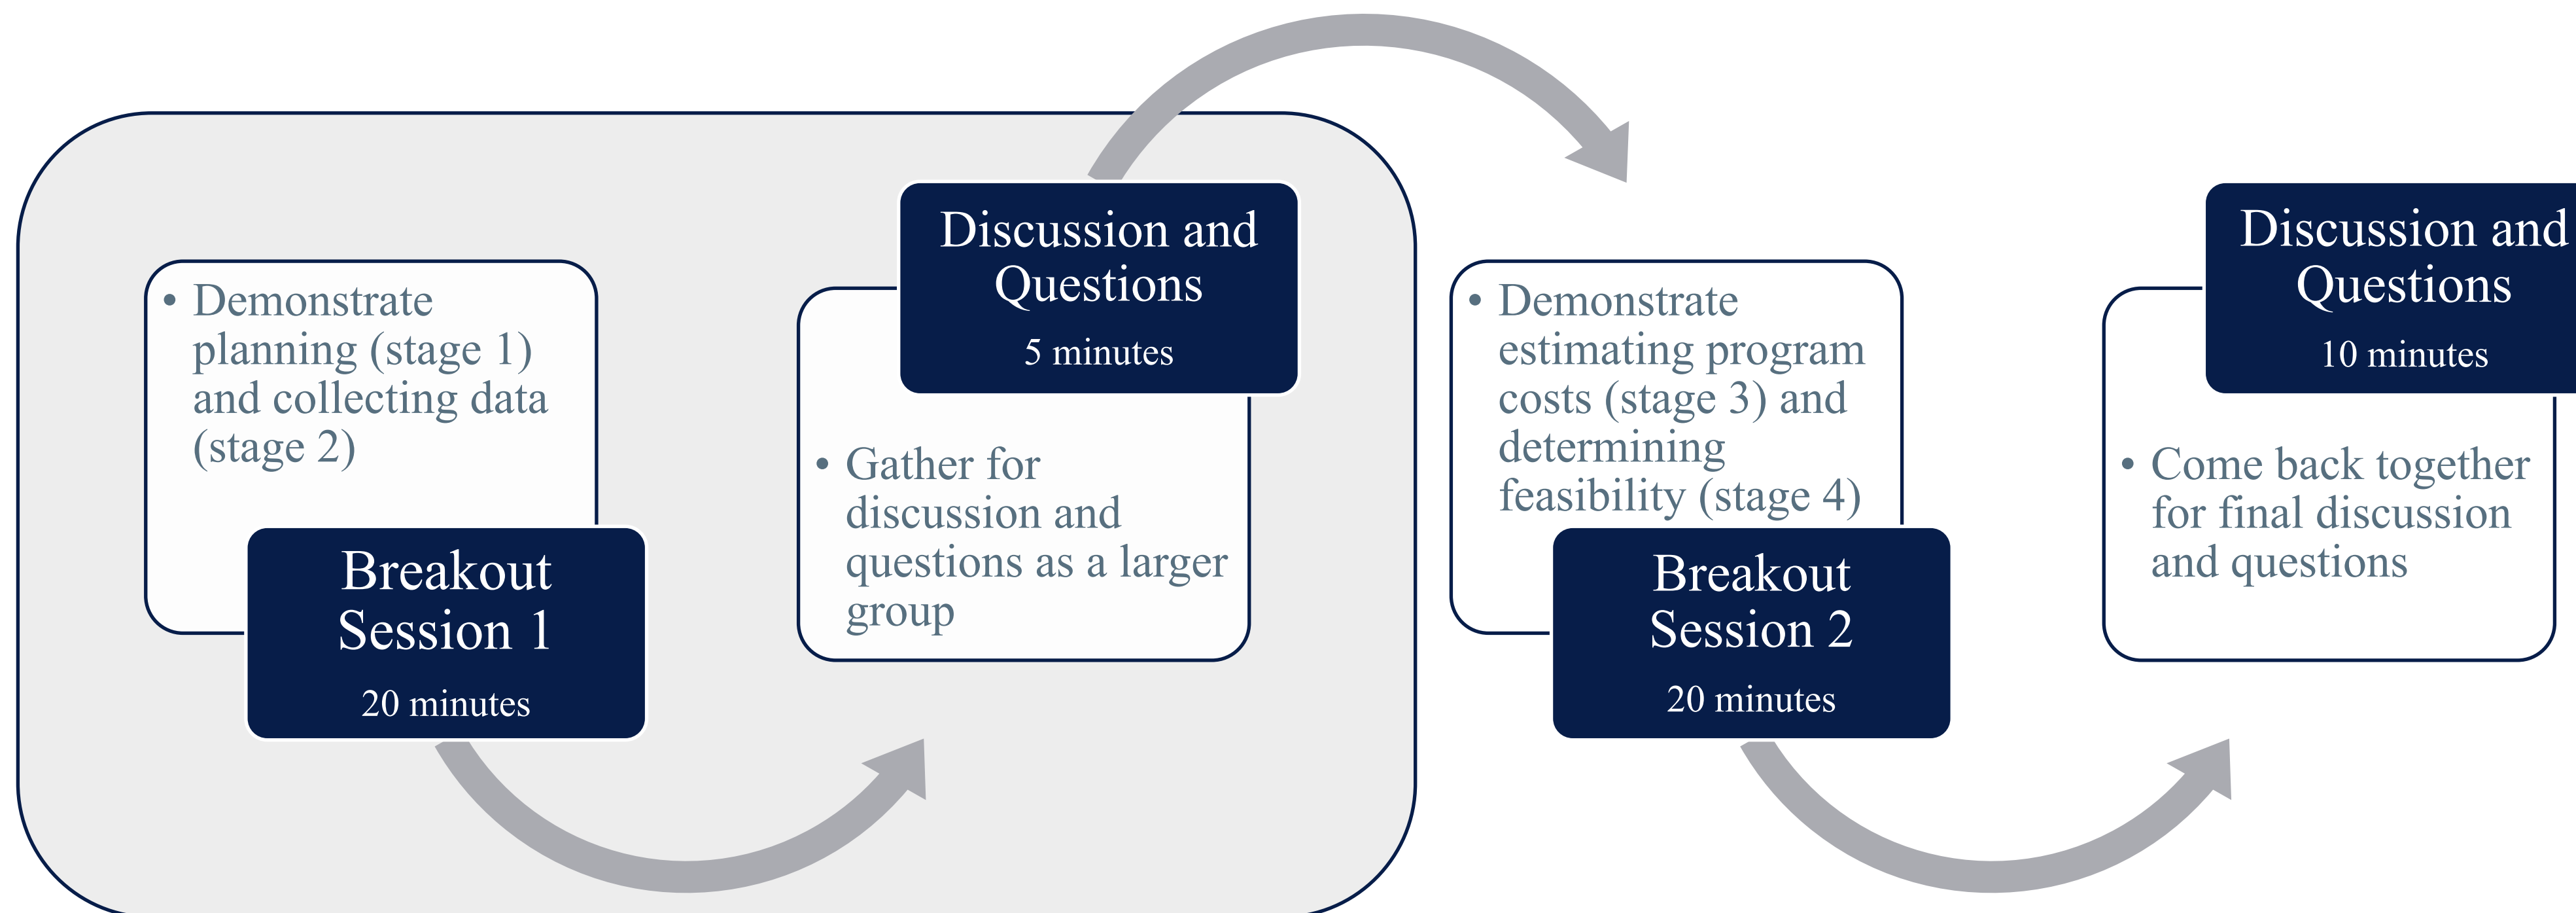 • Demonstrate
planning (stage 1)
and collecting data
(stage 2)
Breakout
Session 1
20 minutes
Discussion and
Questions
5 minutes
• Gather for
discussion and
questions as a larger
group
• Demonstrate
estimating program
costs (stage 3) and
determining
feasibility (stage 4)
Breakout
Session 2
20 minutes
Discussion and
Questions
10 minutes
• Come back together
for final discussion
and questions